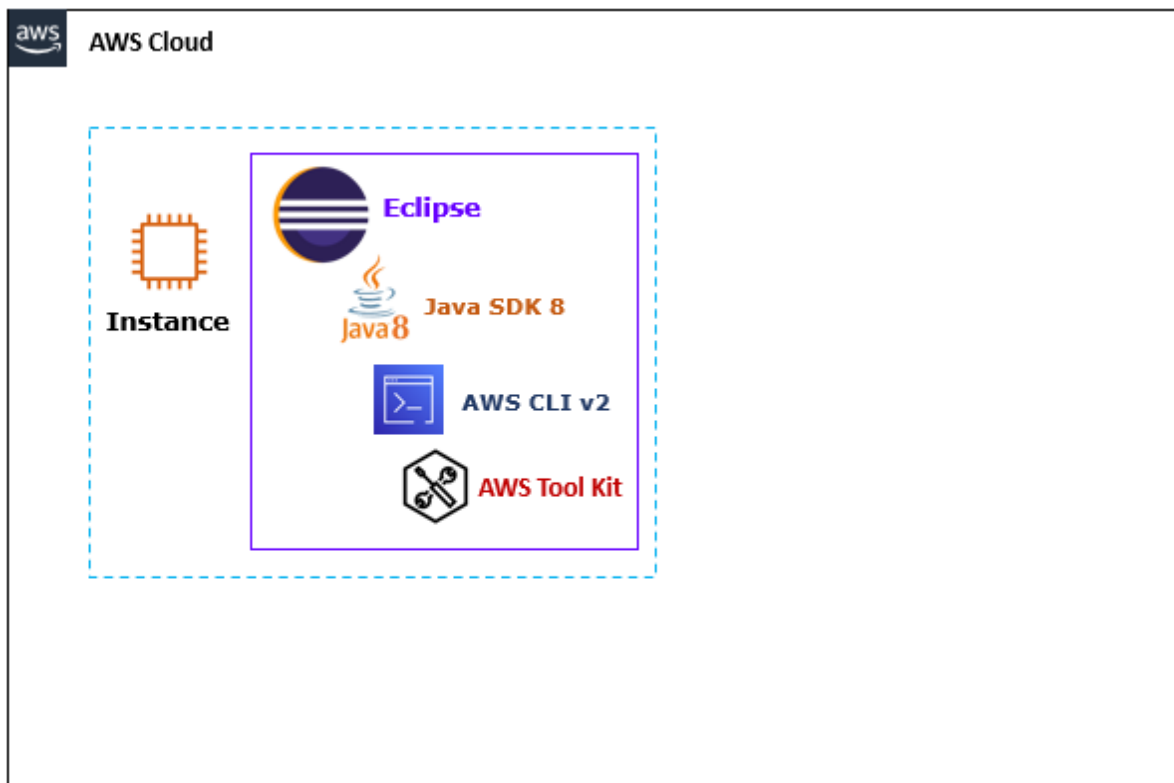 aws
AWS Cloud
Eclipse
Instance
Java SDK 8
Java8
AWS CLI v2
AWS Tool Kit